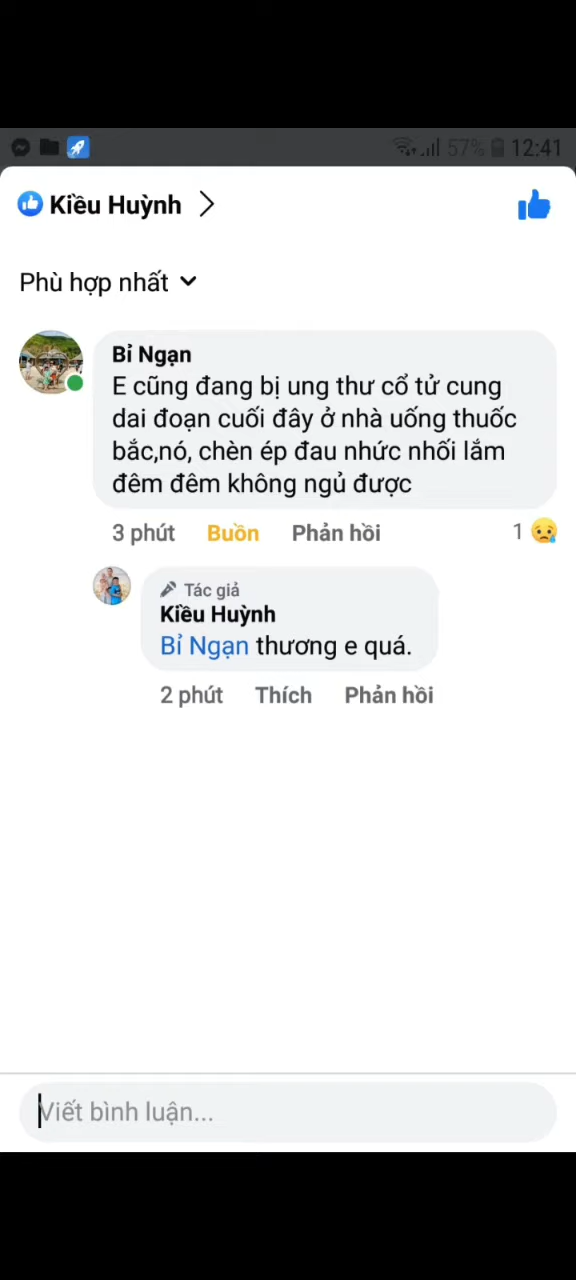 57% 12:41
Kiều Huỳnh
Phù hợp nhất
Bỉ Ngạn
E cũng đang bị ung thư cổ tử cung
dai đoạn cuối đây ở nhà uống thuốc
bắc,nó, chèn ép đau nhức nhối lắm
đêm đêm không ngủ được
3 phút Buồn Phản hồi 1
Tác giả
Kiều Huỳnh
Bỉ Ngạn thương e quá.
2 phút Thích Phản hồi
Viết bình luận...